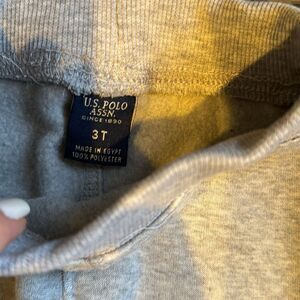 U.S. POLO
ASSN.
SINCE 1890
3T
MADE IN EGYPT
100% POLYESTER